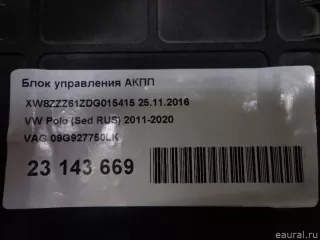 Блок управления АКПП
XW8ZZZ61ZDG015415 25.11.2016
VW Polo (Sed RUS) 2011-2020
VAG 09G927750LK
23 143 669
eaural.ru